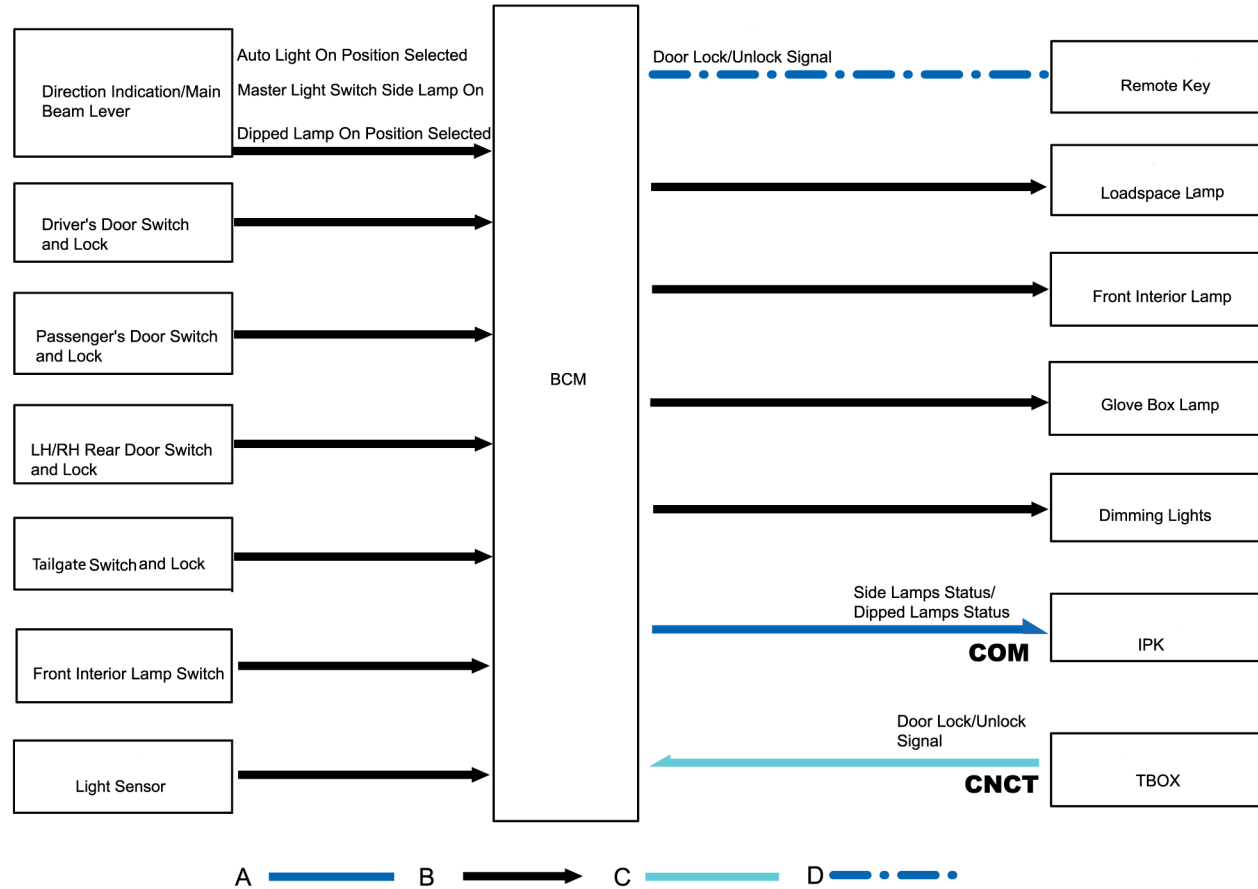 Direction Indication/Main
Beam Lever
Auto Light On Position Selected
Master Light Switch Side Lamp On
Dipped Lamp On Position Selected
Driver's Door Switch
and Lock
Passenger's Door Switch
and Lock
LH/RH Rear Door Switch
and Lock
Tailgate Switch and Lock
Front Interior Lamp Switch
Light Sensor
BCM
Door Lock/Unlock Signal
Remote Key
Loadspace Lamp
Front Interior Lamp
Glove Box Lamp
Dimming Lights
Side Lamps Status/
Dipped Lamps Status
COM
IPK
Door Lock/Unlock
Signal
CNCT
TBOX
A
B
C
D